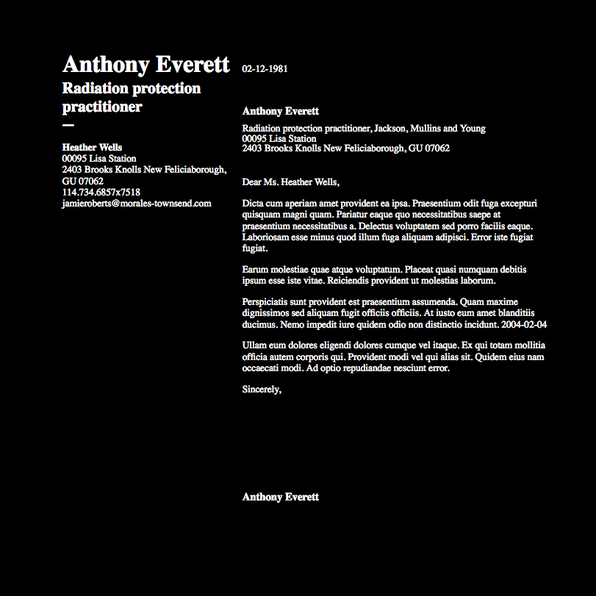 Anthony Everett
Radiation protection
practitioner
Heather Wells
00095 Lisa Station
2403 Brooks Knolls New Feliciaborough,
GU 07062
114.734.6857x7518
jamieroberts@morales-townsend.com
02-12-1981
Anthony Everett
Radiation protection practitioner, Jackson, Mullins and Young
00095 Lisa Station
2403 Brooks Knolls New Feliciaborough, GU 07062
Dear Ms. Heather Wells,
Dicta cum aperiam amet provident ea ipsa. Praesentium odit fuga excepturi
quisquam magni quam. Pariatur eaque quo necessitatibus saepe at
praesentium necessitatibus a. Delectus voluptatem sed porro facilis eaque.
Laboriosam esse minus quod illum fuga aliquam adipisci. Error iste fugiat
fugiat.
Earum molestiae quae atque voluptatum. Placeat quasi numquam debitis
ipsum esse iste vitae. Reiciendis provident ut molestias laborum.
Perspiciatis sunt provident est praesentium assumenda. Quam maxime
dignissimos sed aliquam fugit officiis officiis. At iusto eum amet blanditiis
ducimus. Nemo impedit iure quidem odio non distinctio incidunt. 2004-02-04
Ullam eum dolores eligendi dolores cumque vel itaque. Ex qui totam mollitia
officia autem corporis qui. Provident modi vel qui alias sit. Quidem eius nam
occaecati modi. Ad optio repudiandae nesciunt error.
Sincerely,
Anthony Everett